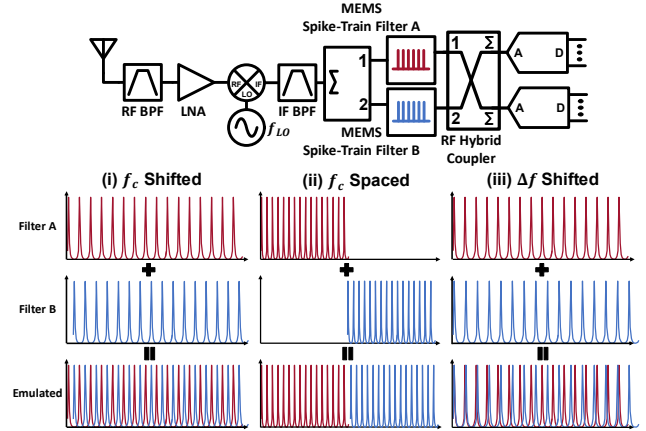 MEMS
Spike-Train Filter A
RF BPF
LNA
RF
IF
LO
f_LO
IF BPF
Σ
1
2
MEMS
Spike-Train Filter B
1
Σ
2
Σ
RF Hybrid
Coupler
A
D
A
D
(i) f_c Shifted
(ii) f_c Spaced
(iii) Δf Shifted
Filter A
+
+
+
Filter B
=
=
=
Emulated